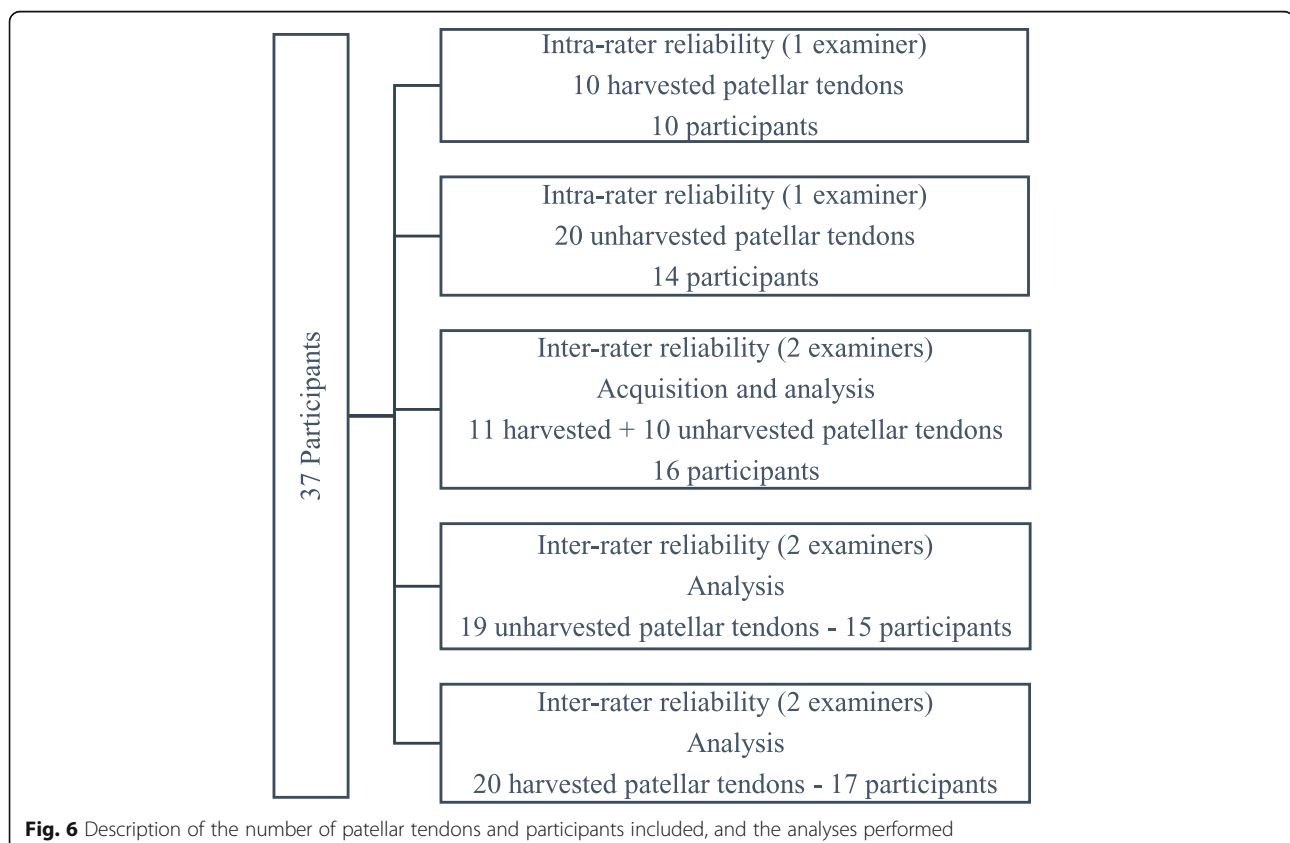 37 Participants
Intra-rater reliability (1 examiner)
10 harvested patellar tendons
10 participants
Intra-rater reliability (1 examiner)
20 unharvested patellar tendons
14 participants
Inter-rater reliability (2 examiners)
Acquisition and analysis
11 harvested + 10 unharvested patellar tendons
16 participants
Inter-rater reliability (2 examiners)
Analysis
19 unharvested patellar tendons - 15 participants
Inter-rater reliability (2 examiners)
Analysis
20 harvested patellar tendons - 17 participants
Fig. 6 Description of the number of patellar tendons and participants included, and the analyses performed